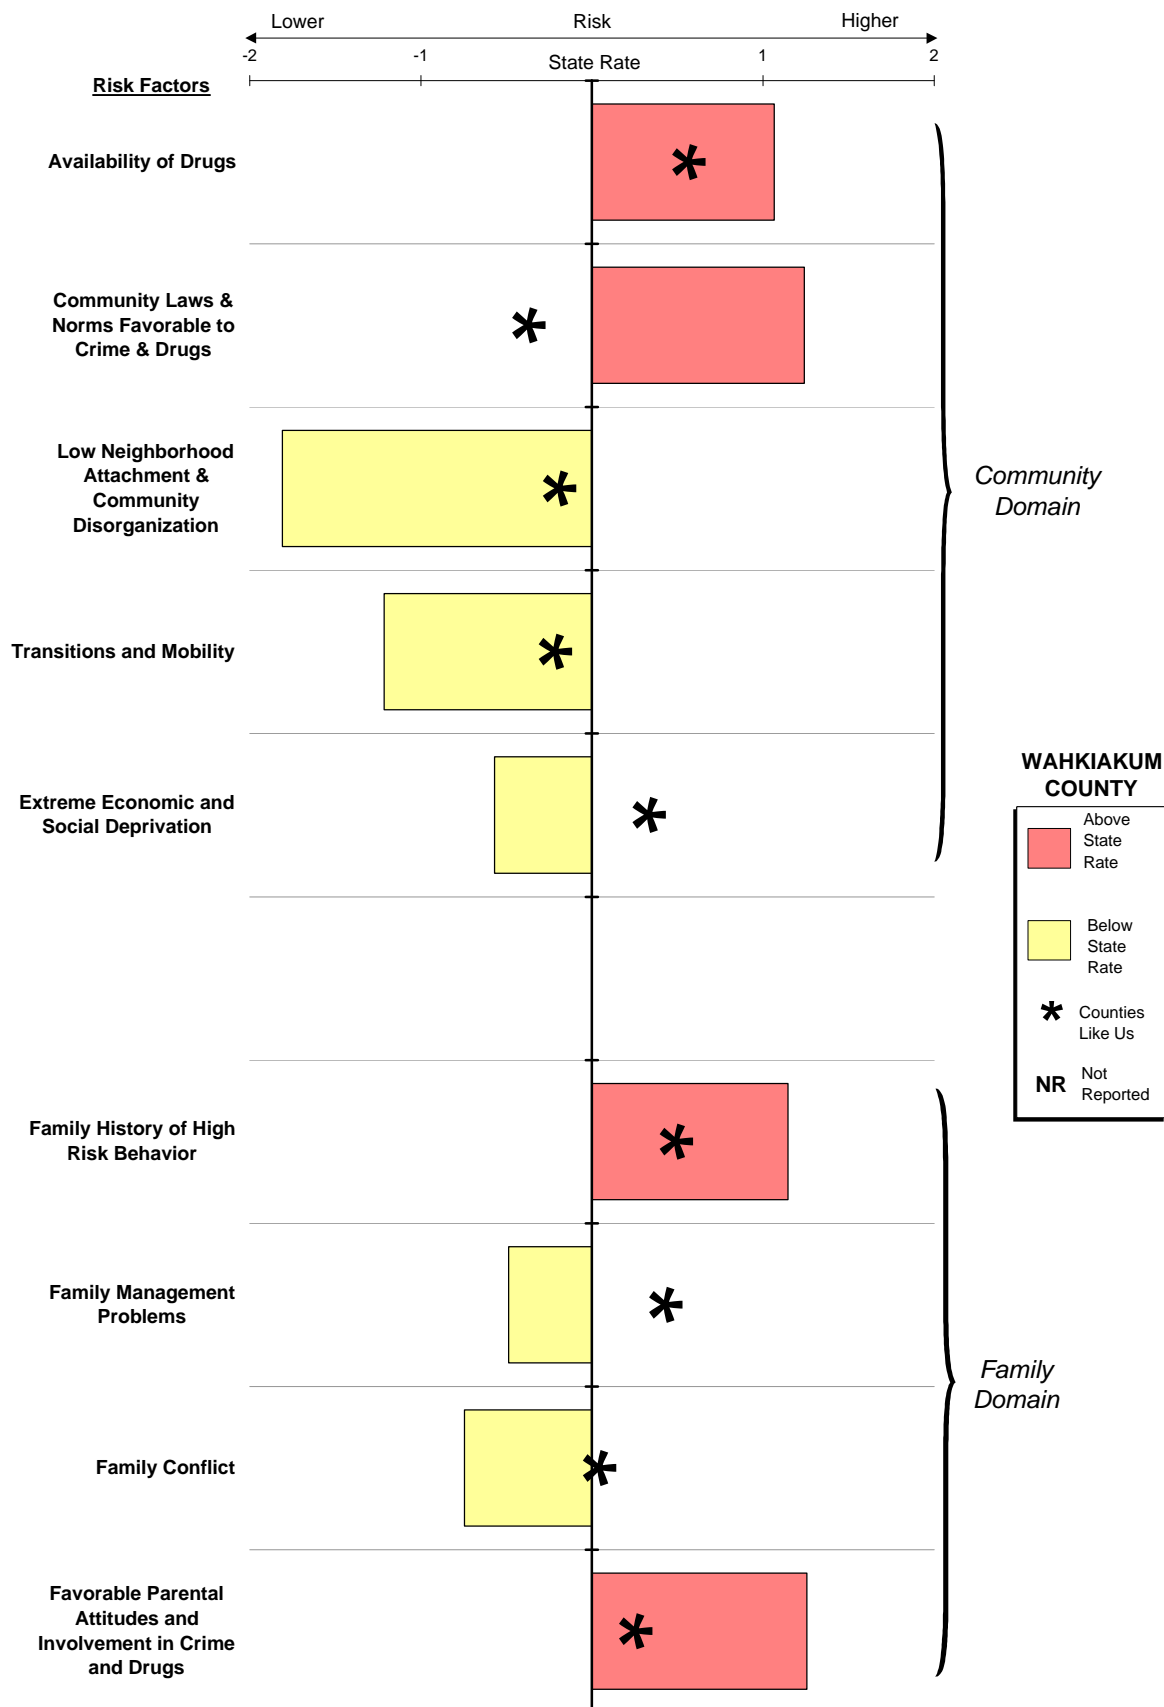 Lower Risk Higher
-2 -1 1 2
State Rate
Risk Factors
Availability of Drugs
Community Laws &
Norms Favorable to
Crime & Drugs
Low Neighborhood
Attachment &
Community
Disorganization
Transitions and Mobility
Extreme Economic and
Social Deprivation
Community
Domain
Family History of High
Risk Behavior
Family Management
Problems
Family Conflict
Favorable Parental
Attitudes and
Involvement in Crime
and Drugs
Family
Domain
WAHKIAKUM
COUNTY
Above
State
Rate
Below
State
Rate
* Counties
Like Us
NR Not
Reported